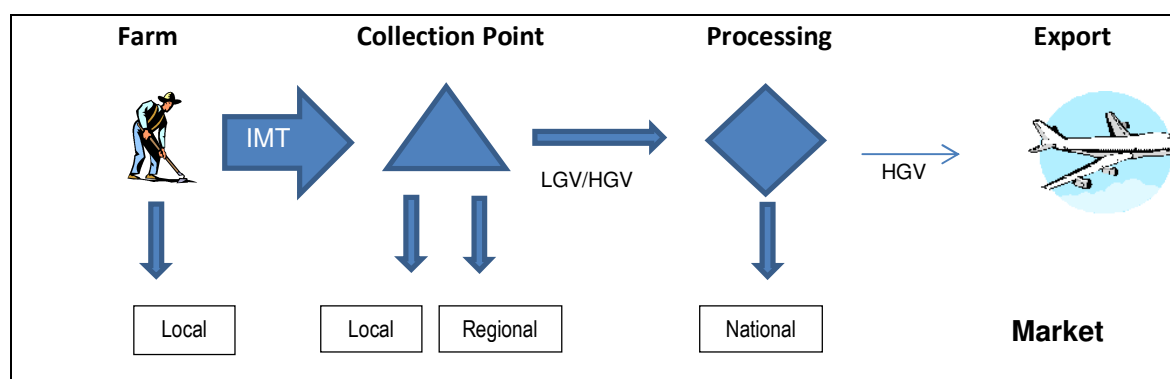 Farm Collection Point Processing Export
IMT
LGV/HGV
HGV
Local Local Regional National Market